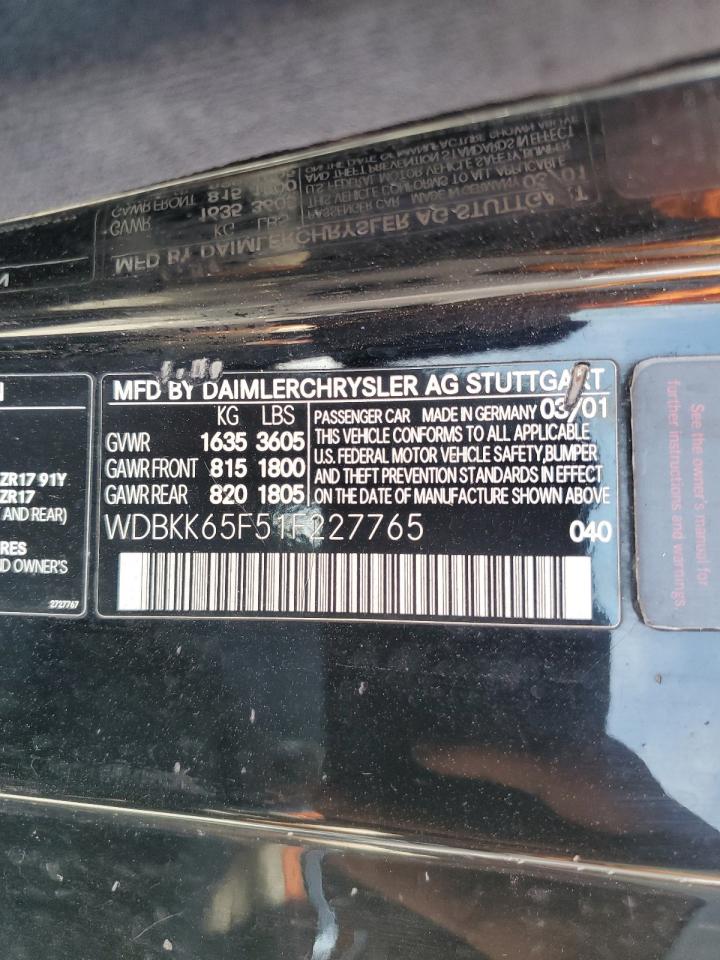 MFD BY DAIMLERCHRYSLER AG STUTTGART
KG LBS
GVWR 1635 3605
GAWR FRONT 815 1800
GAWR REAR 820 1805
PASSENGER CAR MADE IN GERMANY 03/01
THIS VEHICLE CONFORMS TO ALL APPLICABLE
U.S. FEDERAL MOTOR VEHICLE SAFETY,BUMPER
AND THEFT PREVENTION STANDARDS IN EFFECT
ON THE DATE OF MANUFACTURE SHOWN ABOVE
WDBKK65F51F227765
040
ZR17 91Y
ZR17
AND REAR)
RES
D OWNER'S
2727767
See the owner's manual for
further instructions and warnings